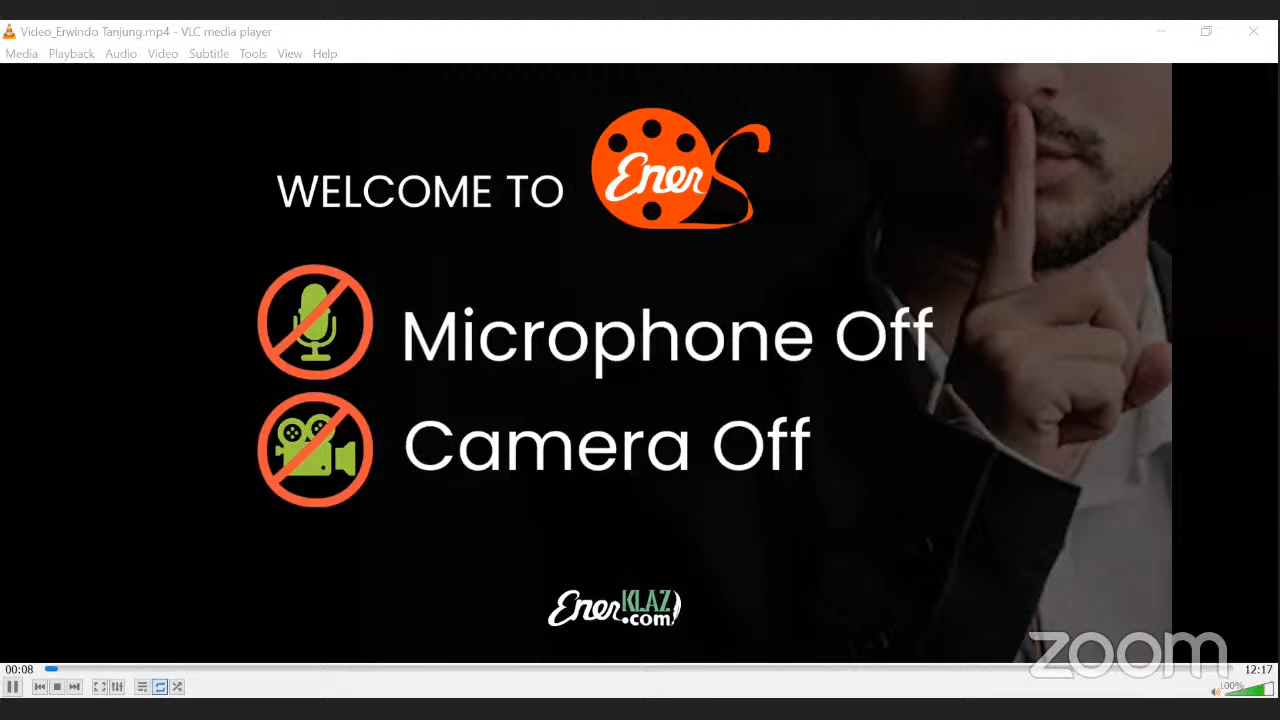 Video_Erwindo Tanjung.mp4 - VLC media player
Media Playback Audio Video Subtitle Tools View Help
WELCOME TO Ener S
Microphone Off
Camera Off
Ener KLAZ
.com
zoom
00:08 12:17
100%